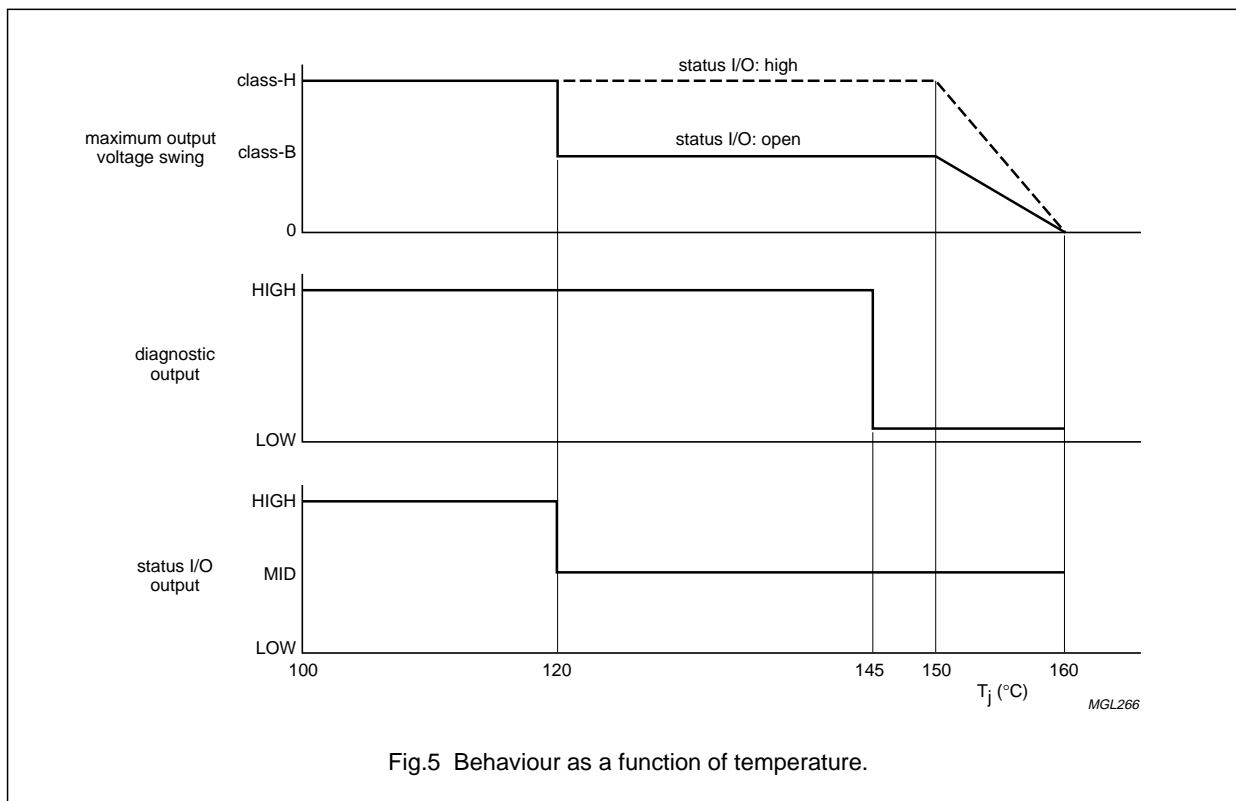 status I/O: high
class-H
maximum output
voltage swing
class-B
status I/O: open
0
HIGH
diagnostic
output
LOW
HIGH
status I/O
output
MID
LOW
100 120 145 150 160
Tj (°C)
MGL266
Fig.5 Behaviour as a function of temperature.